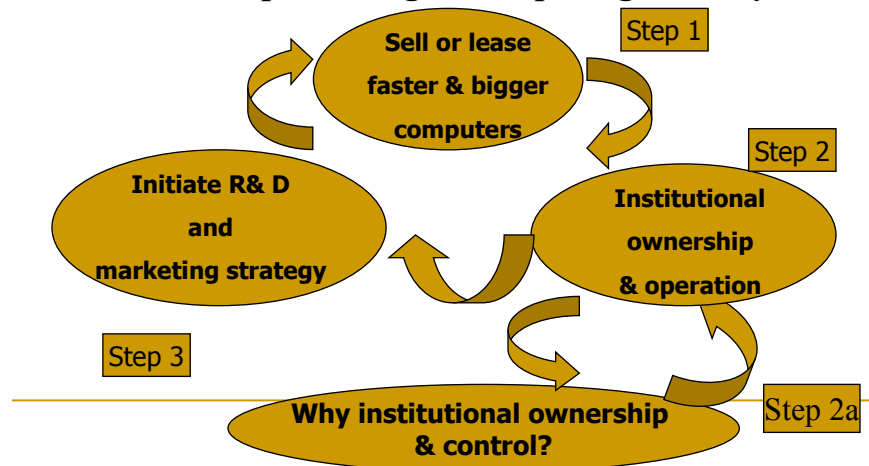 Step 1
Sell or lease
faster & bigger
computers
Step 2
Initiate R& D
and
marketing strategy
Institutional
ownership
& operation
Step 3
Why institutional ownership
& control?
Step 2a